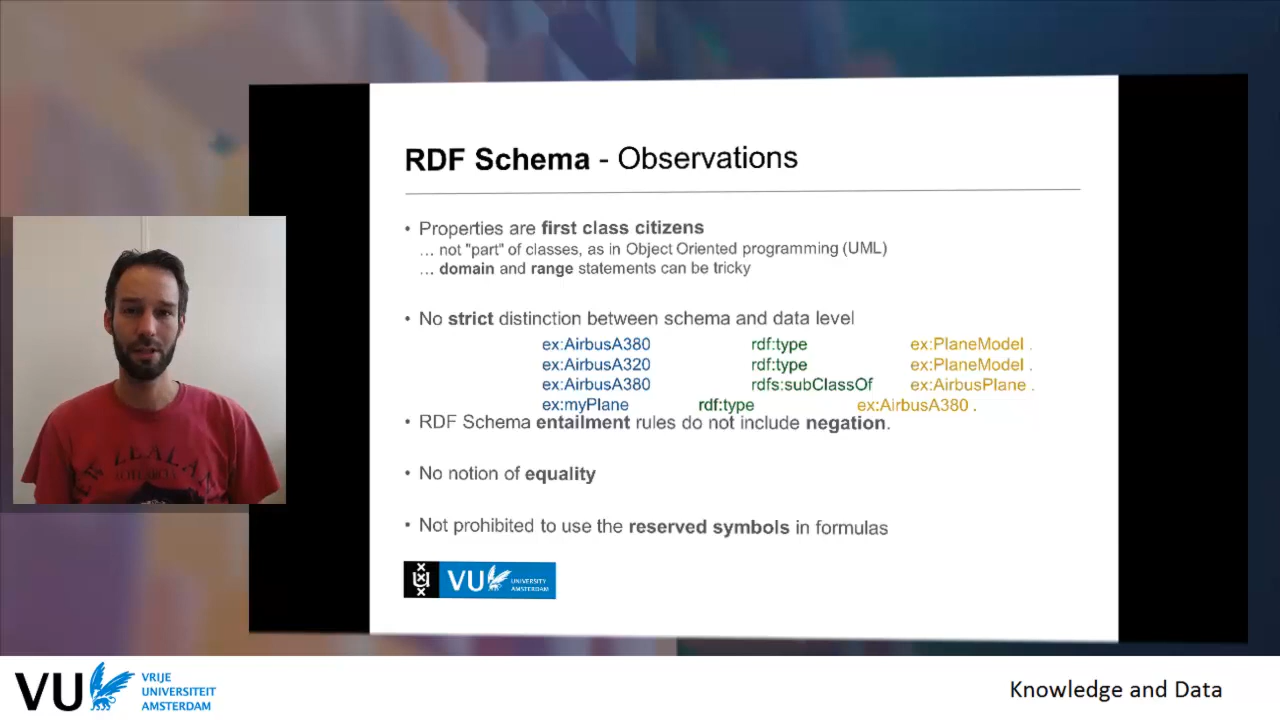 RDF Schema - Observations
• Properties are first class citizens
... not "part" of classes, as in Object Oriented programming (UML)
... domain and range statements can be tricky
• No strict distinction between schema and data level
ex:AirbusA380 rdf:type ex:PlaneModel .
ex:AirbusA320 rdf:type ex:PlaneModel .
ex:AirbusA380 rdfs:subClassOf ex:AirbusPlane .
ex:myPlane rdf:type ex:AirbusA380 .
• RDF Schema entailment rules do not include negation.
• No notion of equality
• Not prohibited to use the reserved symbols in formulas
VU UNIVERSITY
AMSTERDAM
NEW ZEALAN
VU VRIJE
UNIVERSITEIT
AMSTERDAM
Knowledge and Data